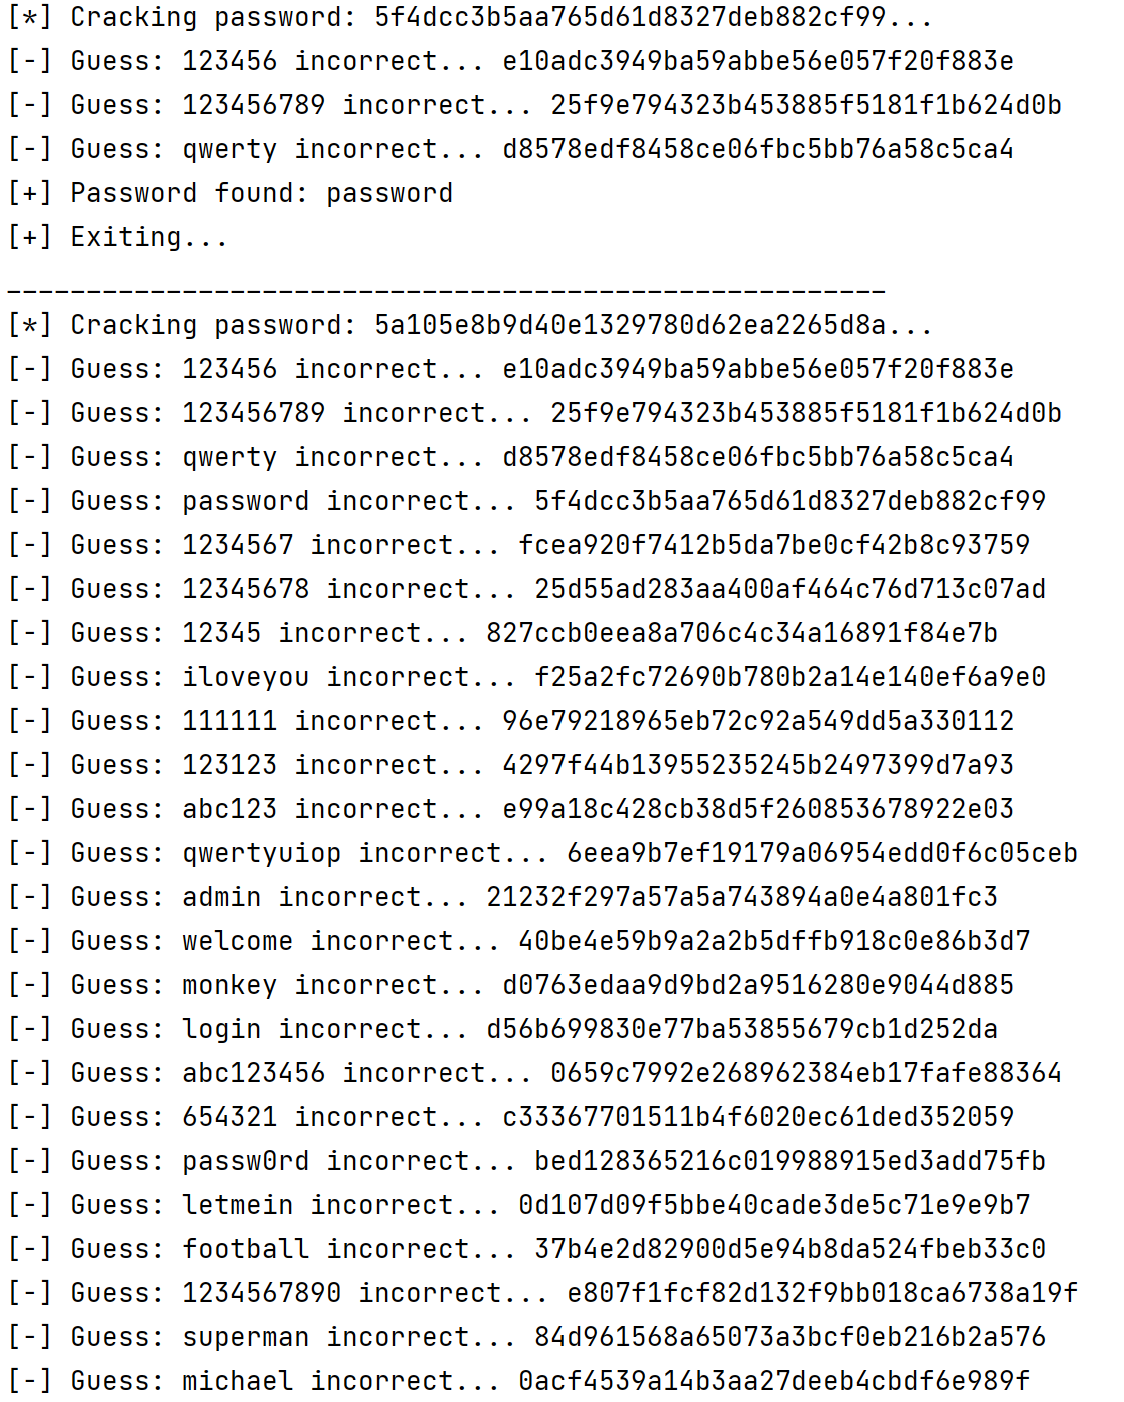 [*] Cracking password: 5f4dcc3b5aa765d61d8327deb882cf99...
[-] Guess: 123456 incorrect... e10adc3949ba59abbe56e057f20f883e
[-] Guess: 123456789 incorrect... 25f9e794323b453885f5181f1b624d0b
[-] Guess: qwerty incorrect... d8578edf8458ce06fbc5bb76a58c5ca4
[+] Password found: password
[+] Exiting...
_______________________________________________________
[*] Cracking password: 5a105e8b9d40e1329780d62ea2265d8a...
[-] Guess: 123456 incorrect... e10adc3949ba59abbe56e057f20f883e
[-] Guess: 123456789 incorrect... 25f9e794323b453885f5181f1b624d0b
[-] Guess: qwerty incorrect... d8578edf8458ce06fbc5bb76a58c5ca4
[-] Guess: password incorrect... 5f4dcc3b5aa765d61d8327deb882cf99
[-] Guess: 1234567 incorrect... fcea920f7412b5da7be0cf42b8c93759
[-] Guess: 12345678 incorrect... 25d55ad283aa400af464c76d713c07ad
[-] Guess: 12345 incorrect... 827ccb0eea8a706c4c34a16891f84e7b
[-] Guess: iloveyou incorrect... f25a2fc72690b780b2a14e140ef6a9e0
[-] Guess: 111111 incorrect... 96e79218965eb72c92a549dd5a330112
[-] Guess: 123123 incorrect... 4297f44b13955235245b2497399d7a93
[-] Guess: abc123 incorrect... e99a18c428cb38d5f260853678922e03
[-] Guess: qwertyuiop incorrect... 6eea9b7ef19179a06954edd0f6c05ceb
[-] Guess: admin incorrect... 21232f297a57a5a743894a0e4a801fc3
[-] Guess: welcome incorrect... 40be4e59b9a2a2b5dffb918c0e86b3d7
[-] Guess: monkey incorrect... d0763edaa9d9bd2a9516280e9044d885
[-] Guess: login incorrect... d56b699830e77ba53855679cb1d252da
[-] Guess: abc123456 incorrect... 0659c7992e268962384eb17fafe88364
[-] Guess: 654321 incorrect... c33367701511b4f6020ec61ded352059
[-] Guess: passw0rd incorrect... bed128365216c019988915ed3add75fb
[-] Guess: letmein incorrect... 0d107d09f5bbe40cade3de5c71e9e9b7
[-] Guess: football incorrect... 37b4e2d82900d5e94b8da524fbeb33c0
[-] Guess: 1234567890 incorrect... e807f1fcf82d132f9bb018ca6738a19f
[-] Guess: superman incorrect... 84d961568a65073a3bcf0eb216b2a576
[-] Guess: michael incorrect... 0acf4539a14b3aa27deeb4cbdf6e989f